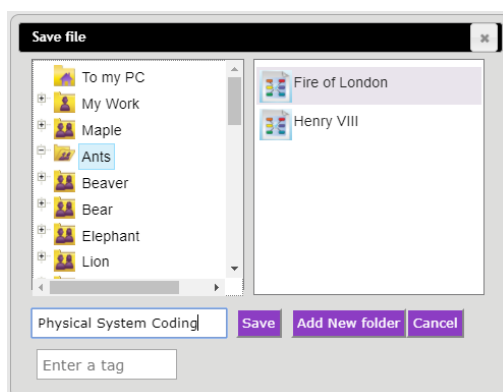 Save file
To my PC
My Work
Maple
Ants
Beaver
Bear
Elephant
Lion
Fire of London
Henry VIII
Physical System Coding
Save
Add New folder
Cancel
Enter a tag